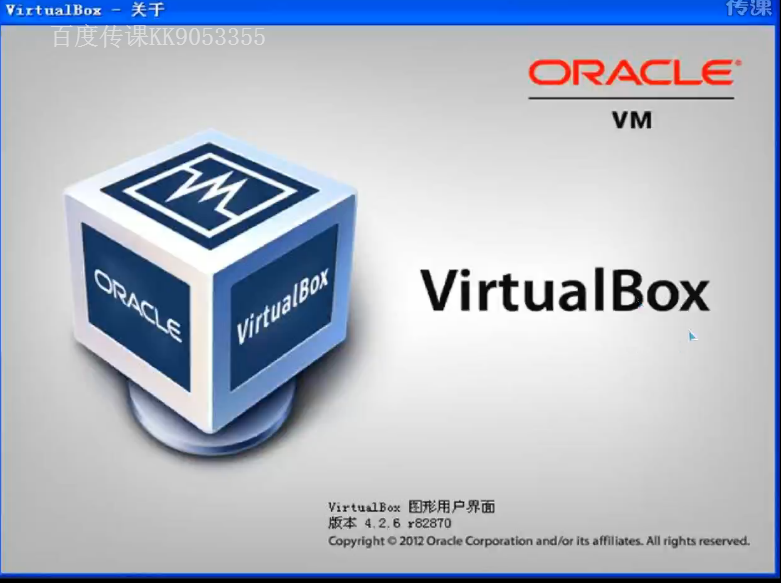 VirtualBox - 关于
传课
百度传课KK9053355
ORACLE®
VM
VM
ORACLE
VirtualBox
VirtualBox
VirtualBox 图形用户界面
版本 4.2.6 r82870
Copyright © 2012 Oracle Corporation and/or its affiliates. All rights reserved.